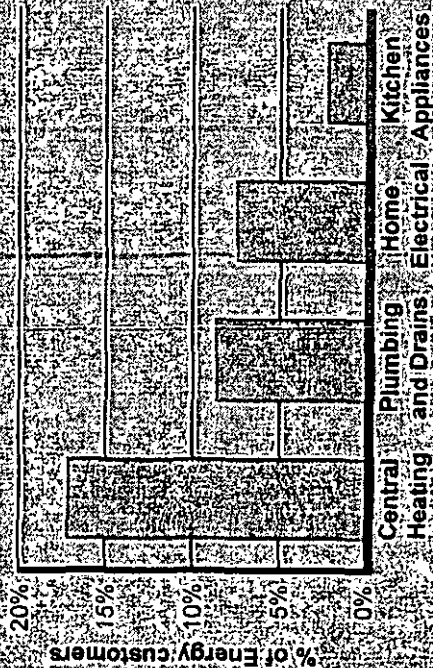 % of Energy customers
20%
15%
10%
5%
0%
Central Heating
Plumbing and Drains
Home Electrical
Kitchen Appliances